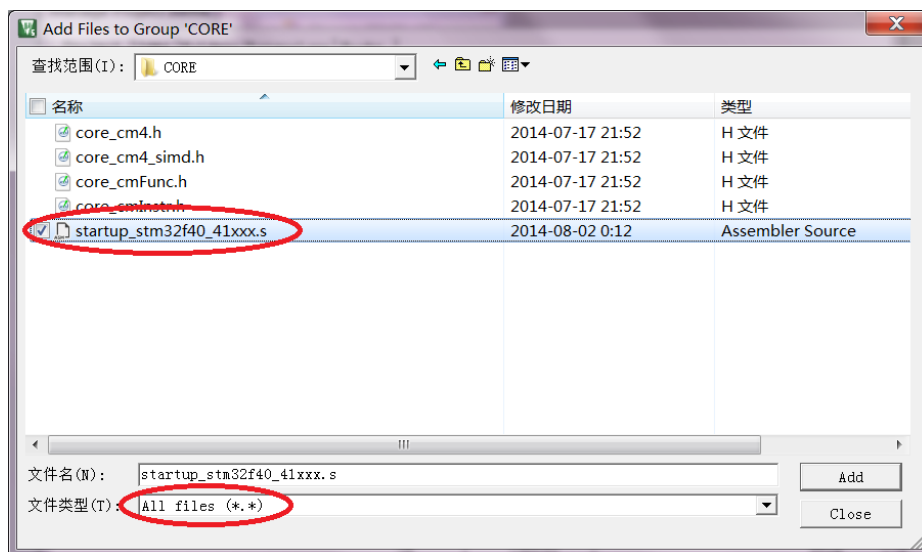 Add Files to Group 'CORE'
查找范围(I): CORE
名称 修改日期 类型
core_cm4.h 2014-07-17 21:52 H 文件
core_cm4_simd.h 2014-07-17 21:52 H 文件
core_cmFunc.h 2014-07-17 21:52 H 文件
core_cmInstr.h 2014-07-17 21:52 H 文件
startup_stm32f40_41xxx.s 2014-08-02 0:12 Assembler Source
文件名(N): startup_stm32f40_41xxx.s Add
文件类型(T): All files (*.*) Close